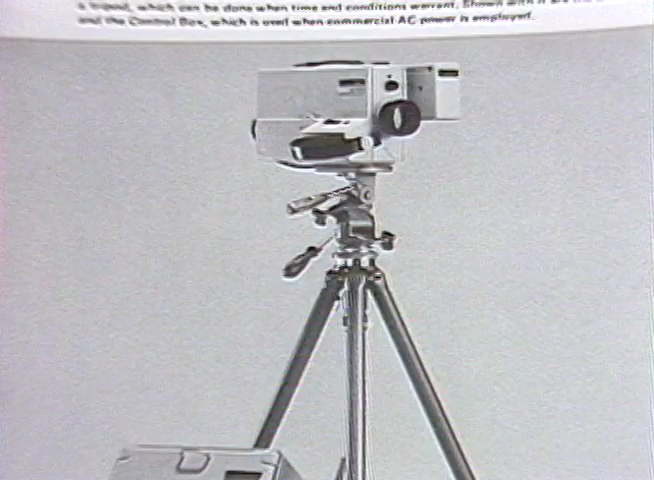 a tripod, which can be done when time and conditions warrant. Shown with it are the
and the Control Box, which is used when commercial AC power is employed.